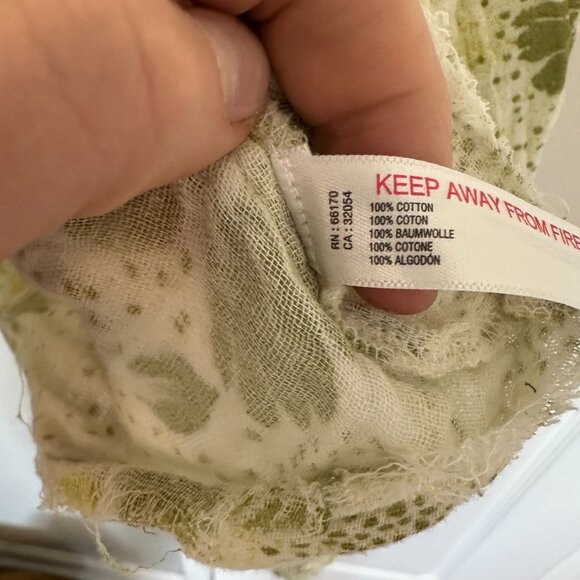 KEEP AWAY FROM FIRE
RN : 66170
CA : 32054
100% COTTON
100% COTON
100% BAUMWOLLE
100% COTONE
100% ALGODÓN